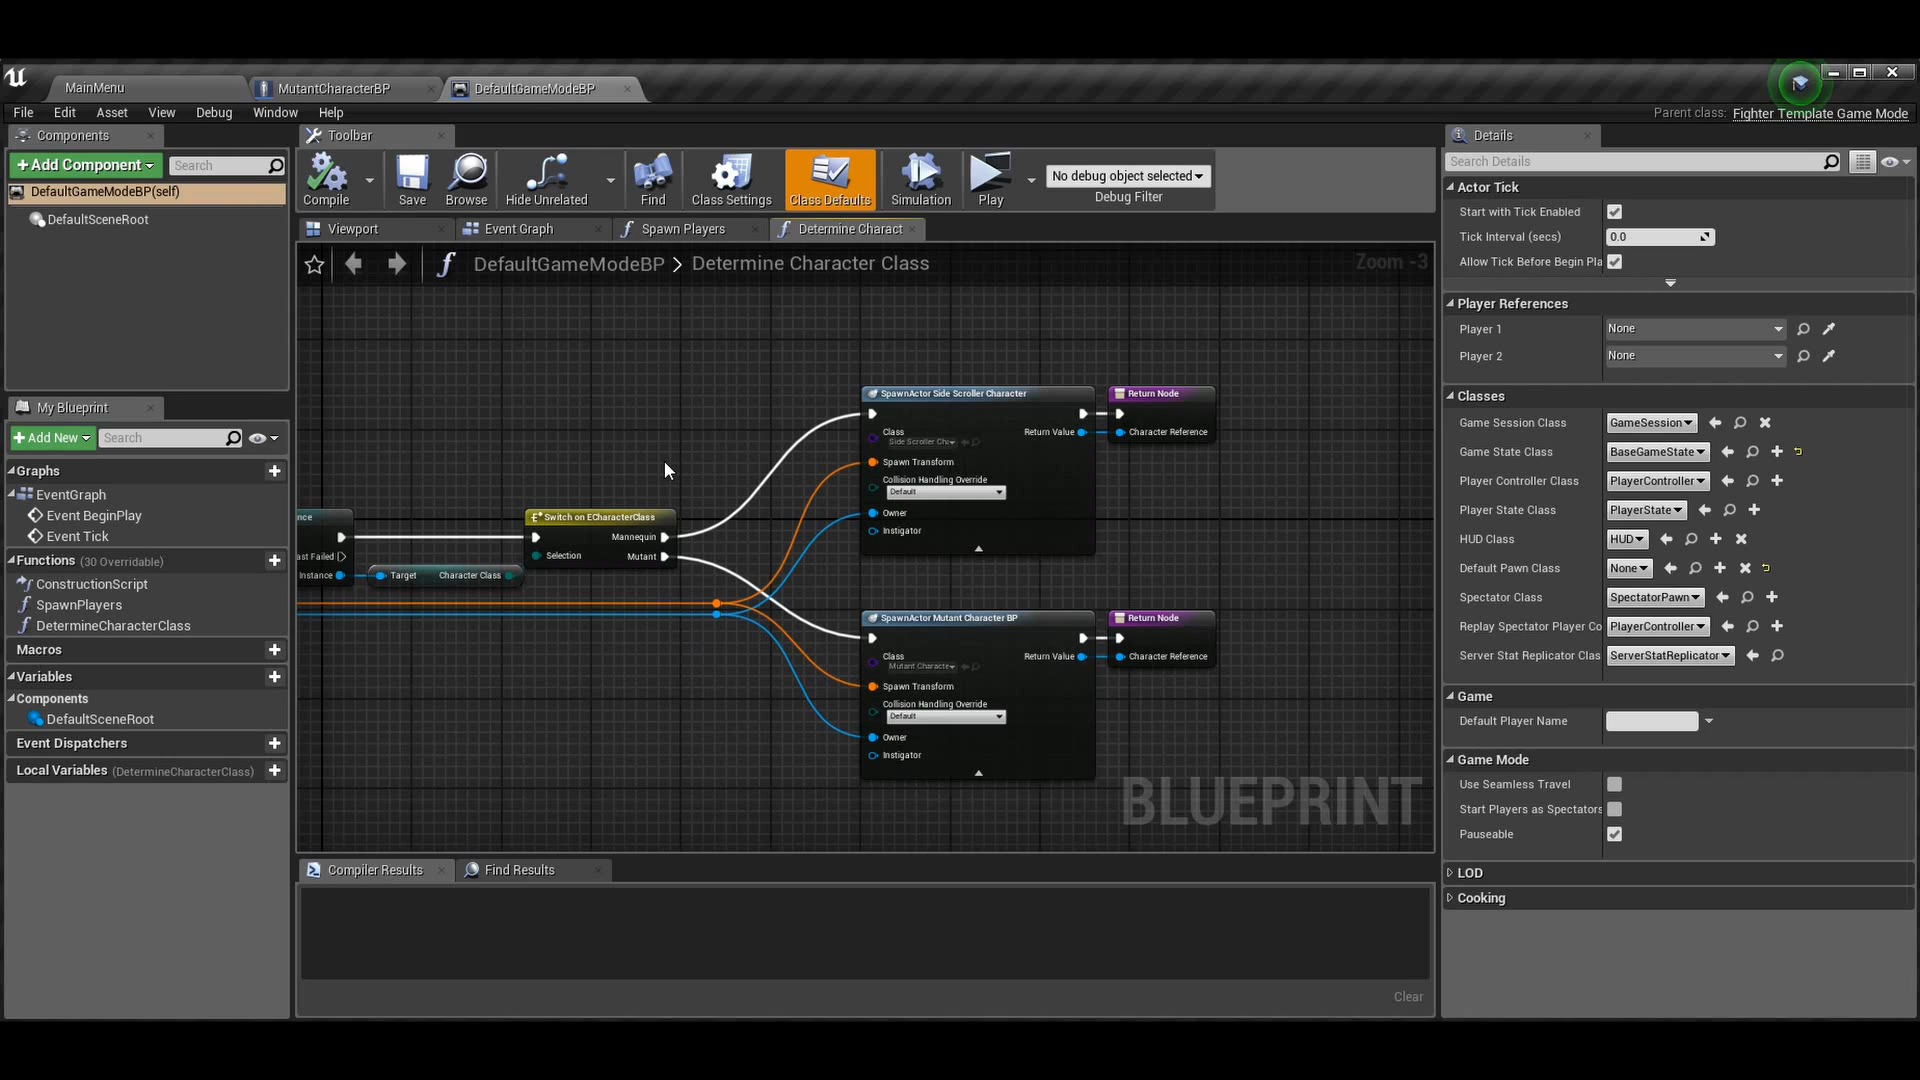 MainMenu
MutantCharacterBP
DefaultGameModeBP
File Edit Asset View Debug Window Help
Parent class: Fighter Template Game Mode
Components
+Add Component
Search
DefaultGameModeBP(self)
DefaultSceneRoot
Toolbar
Compile
Save
Browse
Hide Unrelated
Find
Class Settings
Class Defaults
Simulation
Play
No debug object selected
Debug Filter
Viewport
Event Graph
Spawn Players
Determine Charact
DefaultGameModeBP > Determine Character Class
Zoom -3
My Blueprint
+Add New
Search
Graphs
EventGraph
Event BeginPlay
Event Tick
Functions (30 Overridable)
ConstructionScript
SpawnPlayers
DetermineCharacterClass
Macros
Variables
Components
DefaultSceneRoot
Event Dispatchers
Local Variables (DetermineCharacterClass)
nce
ast Failed
Instance
Target Character Class
Switch on ECharacterClass
Mannequin
Selection
Mutant
SpawnActor Side Scroller Character
Class
Side Scroller Cha
Return Value
Spawn Transform
Collision Handling Override
Default
Owner
Instigator
Return Node
Character Reference
SpawnActor Mutant Character BP
Class
Mutant Characte
Return Value
Spawn Transform
Collision Handling Override
Default
Owner
Instigator
Return Node
Character Reference
BLUEPRINT
Compiler Results
Find Results
Clear
Details
Search Details
Actor Tick
Start with Tick Enabled
Tick Interval (secs) 0.0
Allow Tick Before Begin Pla
Player References
Player 1 None
Player 2 None
Classes
Game Session Class GameSession
Game State Class BaseGameState
Player Controller Class PlayerController
Player State Class PlayerState
HUD Class HUD
Default Pawn Class None
Spectator Class SpectatorPawn
Replay Spectator Player Co PlayerController
Server Stat Replicator Clas ServerStatReplicator
Game
Default Player Name
Game Mode
Use Seamless Travel
Start Players as Spectators
Pauseable
LOD
Cooking